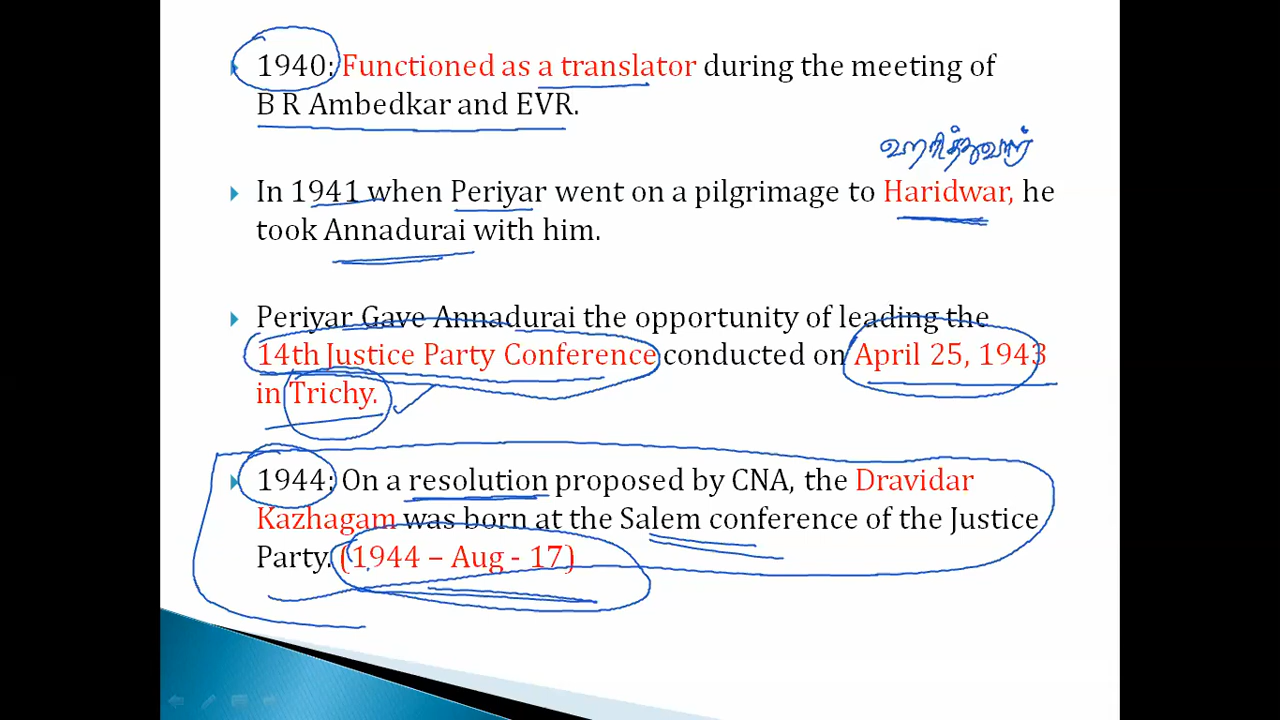 1940: Functioned as a translator during the meeting of
B R Ambedkar and EVR.
ஹரித்துவார்
In 1941 when Periyar went on a pilgrimage to Haridwar, he
took Annadurai with him.
Periyar Gave Annadurai the opportunity of leading the
14th Justice Party Conference conducted on April 25, 1943
in Trichy.
1944: On a resolution proposed by CNA, the Dravidar
Kazhagam was born at the Salem conference of the Justice
Party. (1944 – Aug - 17)